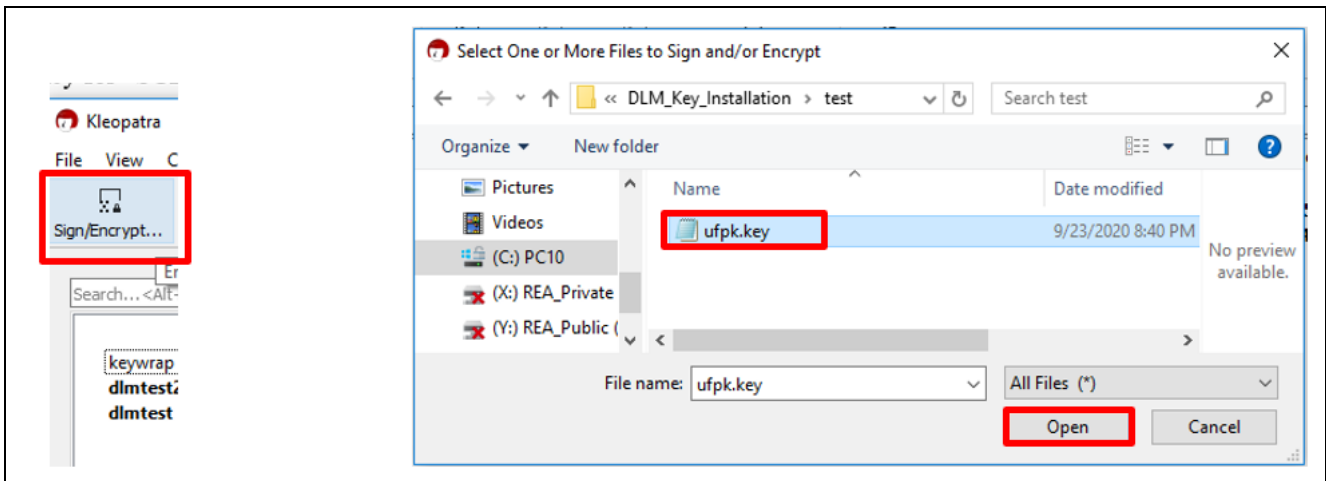 Kleopatra
File View C
Sign/Encrypt...
Er
Search...<Alt-
keywrap
dlmtest2
dlmtest
Select One or More Files to Sign and/or Encrypt
« DLM_Key_Installation › test
Search test
Organize
New folder
Pictures
Videos
(C:) PC10
(X:) REA_Private
(Y:) REA_Public (
Name
Date modified
ufpk.key
9/23/2020 8:40 PM
No preview
available.
File name: ufpk.key
All Files (*)
Open
Cancel